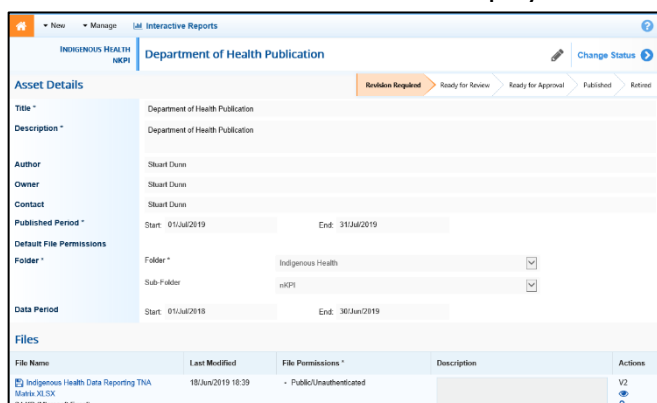 New Manage Interactive Reports
INDIGENOUS HEALTH
NKPI
Department of Health Publication
Change Status
Asset Details
Revision Required Ready for Review Ready for Approval Published Retired
Title * Department of Health Publication
Description * Department of Health Publication
Author Stuart Dunn
Owner Stuart Dunn
Contact Stuart Dunn
Published Period * Start: 01/Jul/2019 End: 31/Jul/2019
Default File Permissions
Folder * Folder * Indigenous Health
Sub-Folder nKPI
Data Period Start: 01/Jul/2018 End: 30/Jun/2019
Files
File Name Last Modified File Permissions * Description Actions
Indigenous Health Data Reporting TNA 18/Jun/2019 18:39 - Public/Unauthenticated V2
Matrix.XLSX